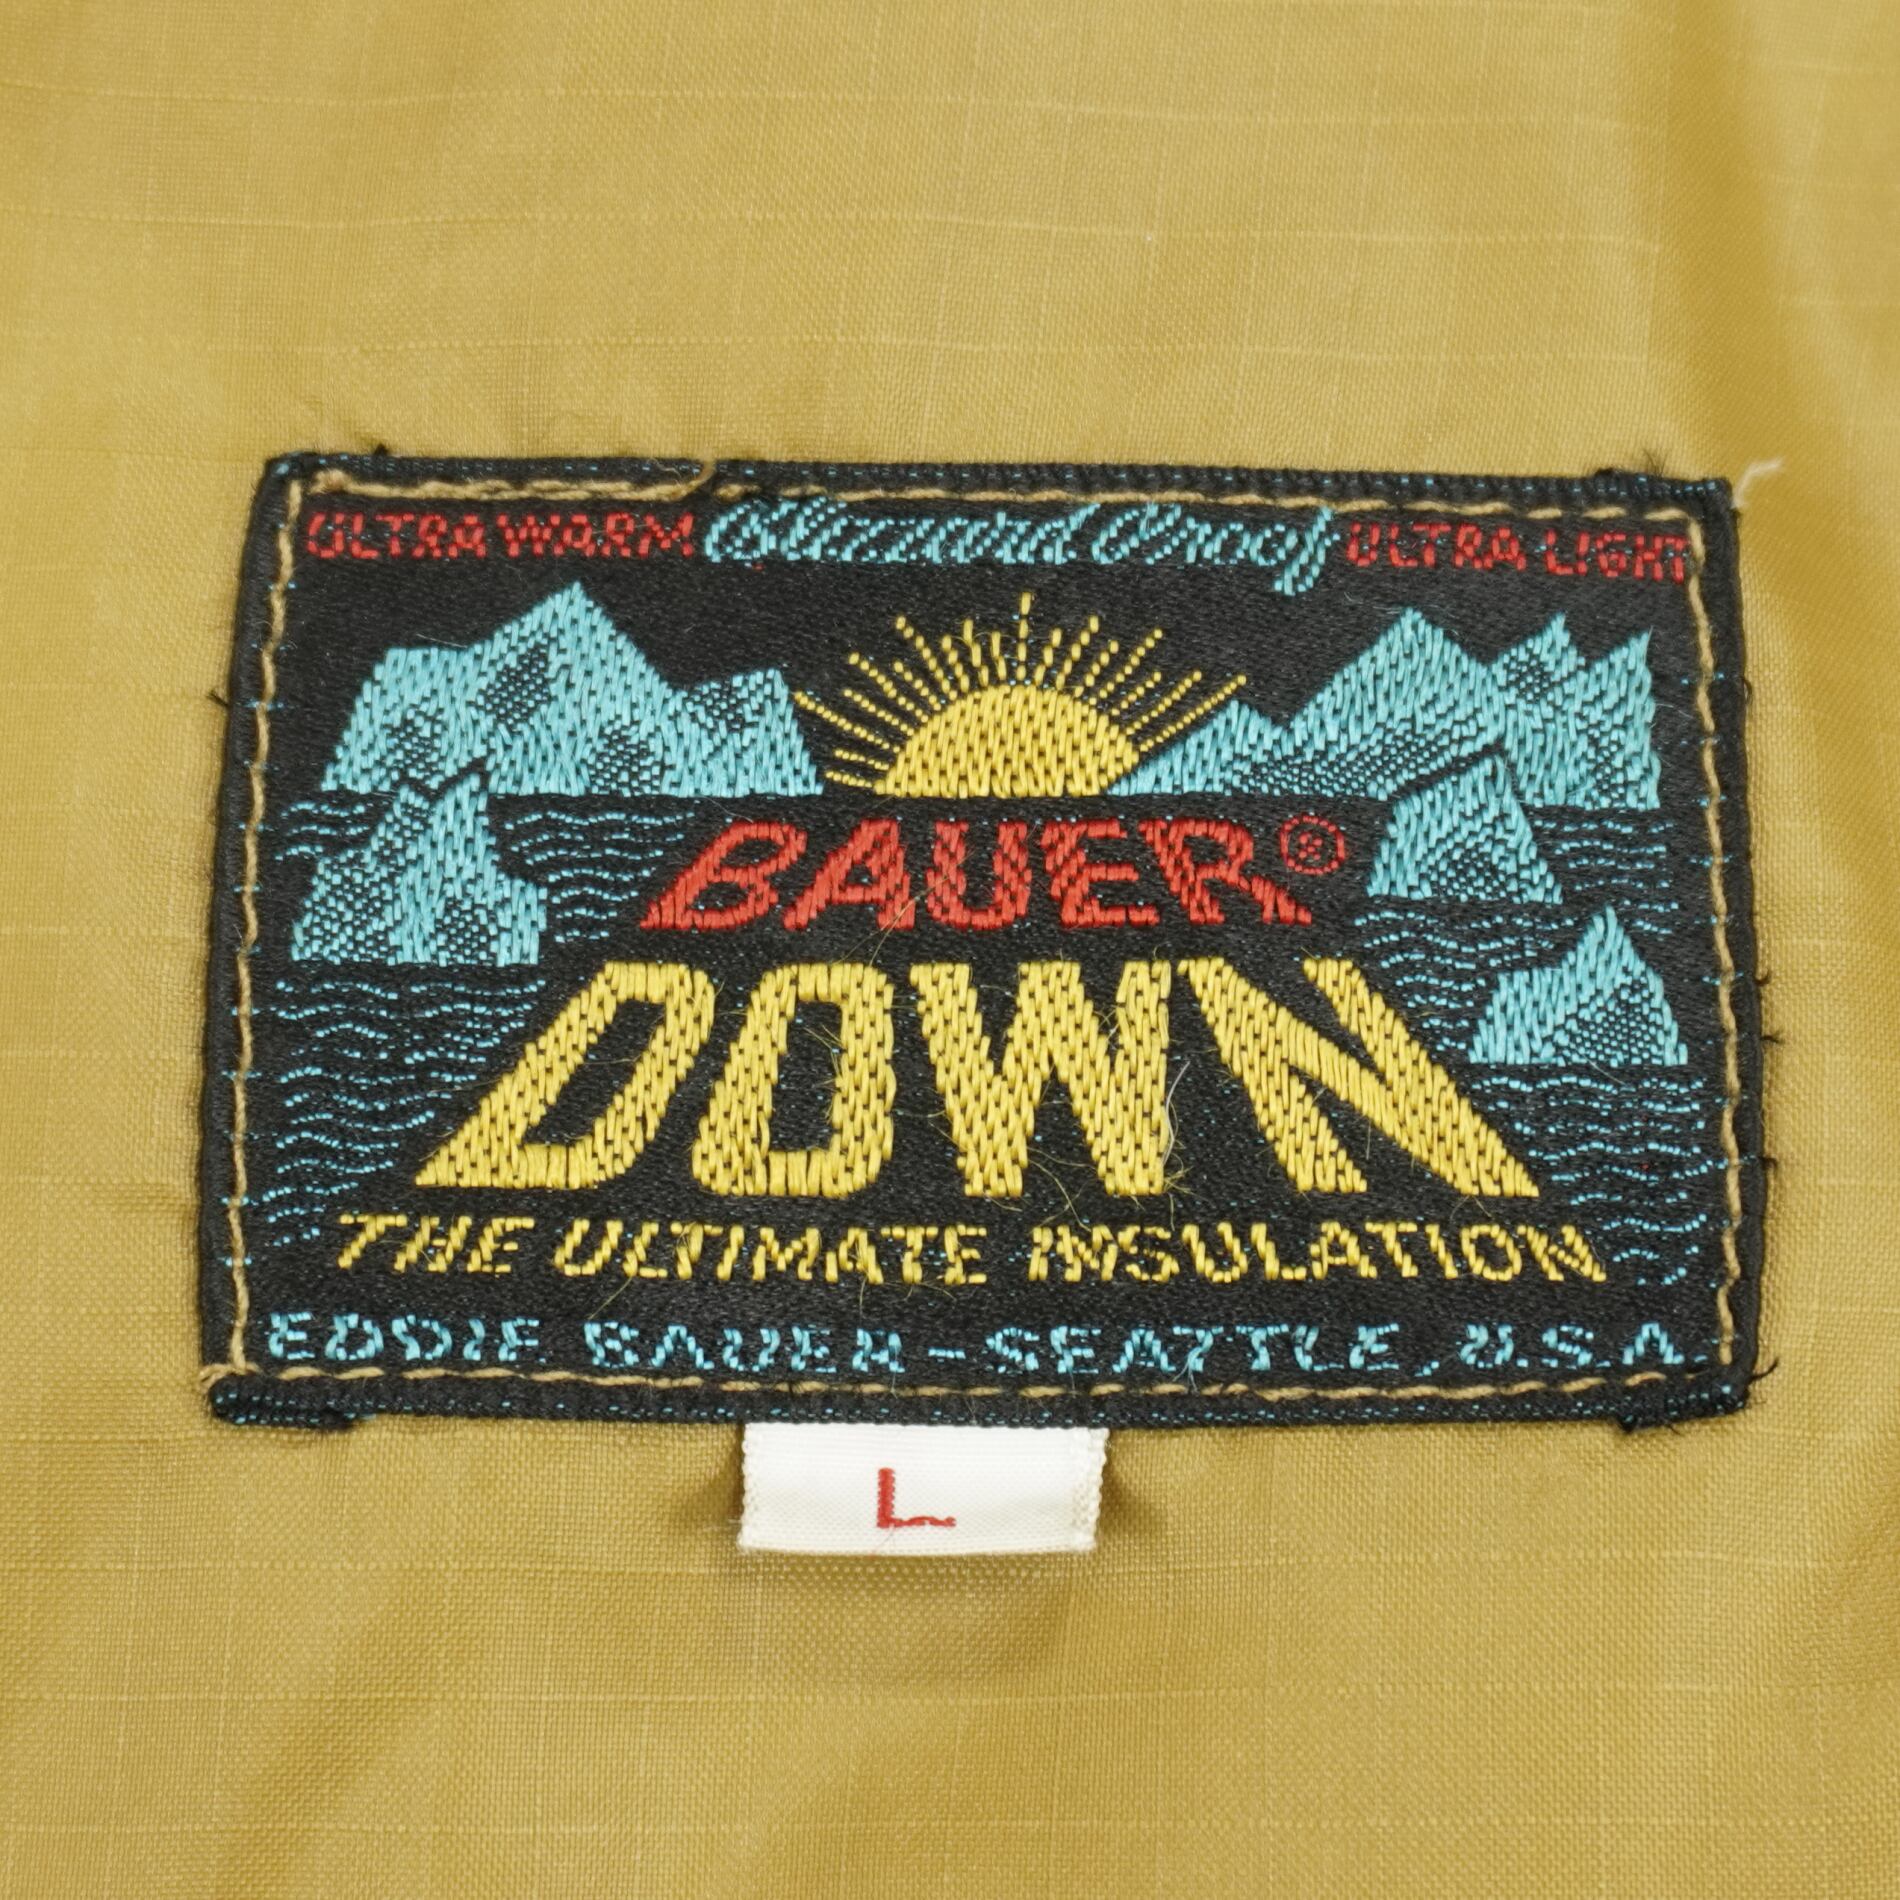 ULTRA WARM Blizzard Proof ULTRA LIGHT
BAUER®
DOWN
THE ULTIMATE INSULATION
EDDIE BAUER - SEATTLE, U.S.A.
L